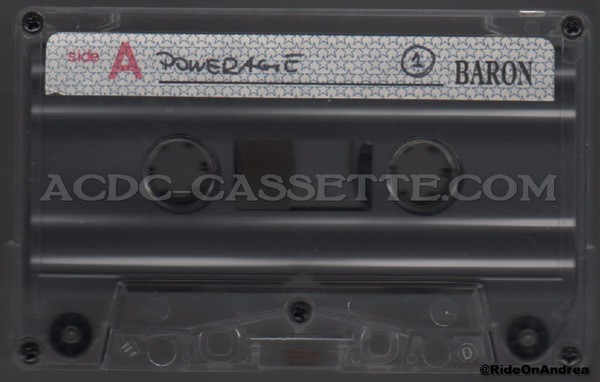 side A POWERAGE 1 BARON
ACDC-CASSETTE.COM
@RideOnAndrea